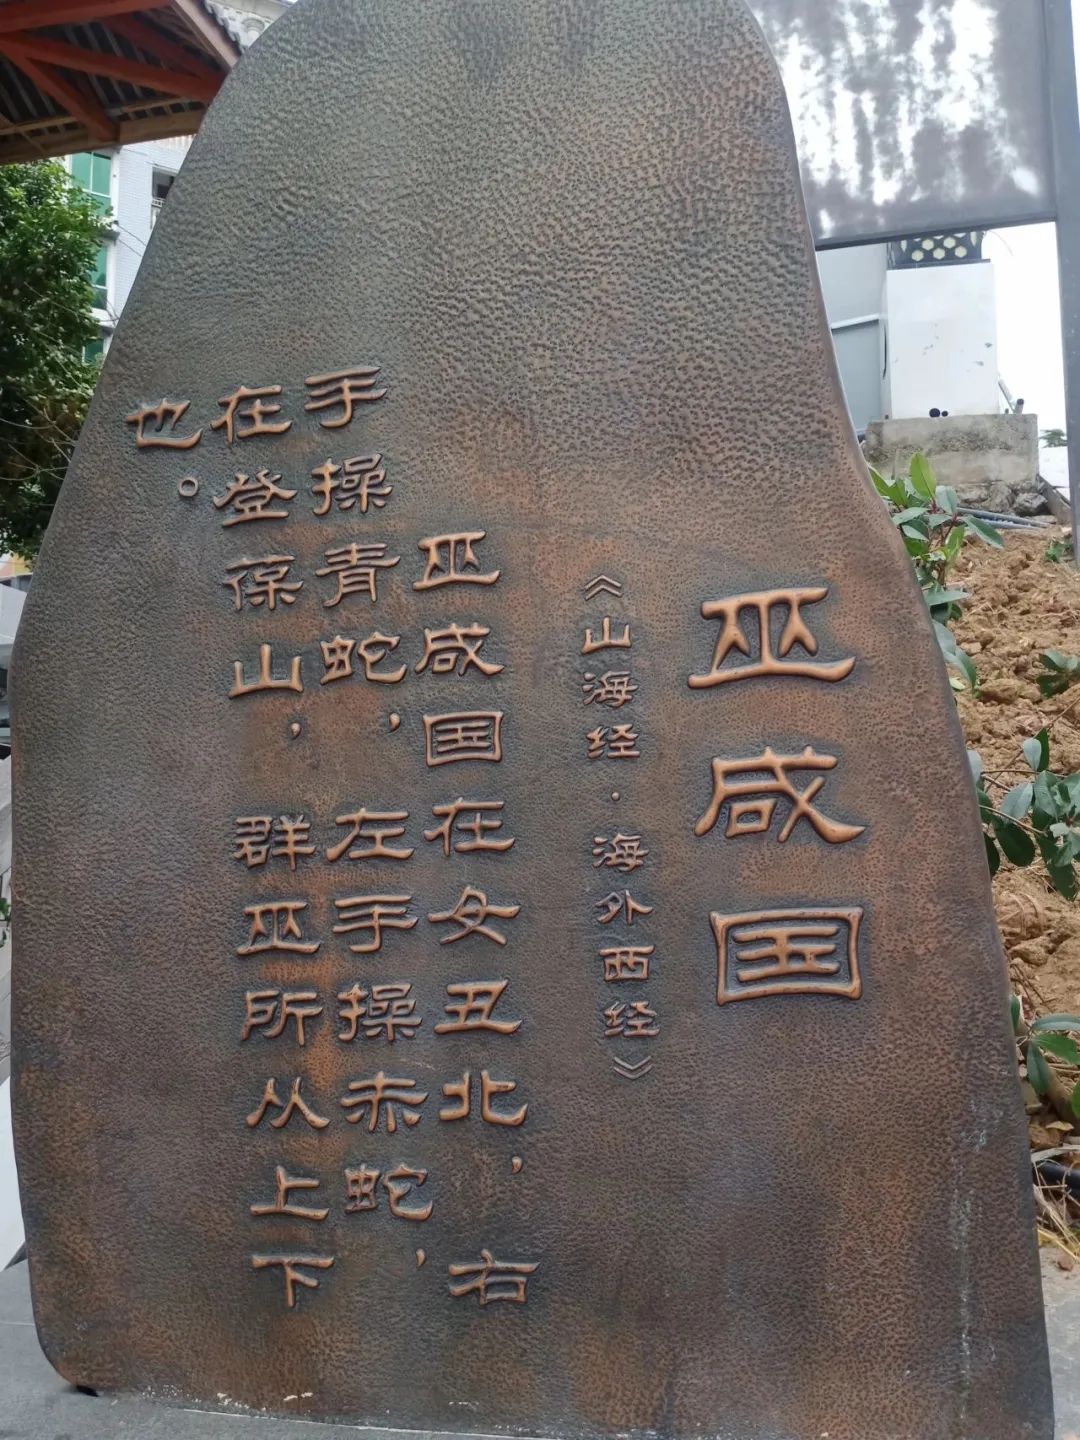 巫咸国
《山海经·海外西经》
巫咸国在女丑北，右
手操青蛇，左手操赤蛇，
在登葆山，群巫所从上下
也。